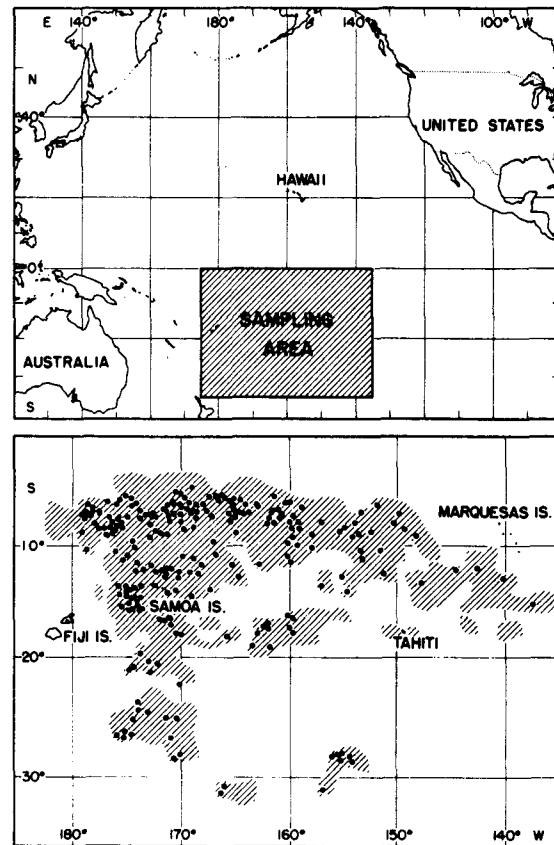 E 140° 180° 140° 100° W
N
40°
UNITED STATES
HAWAII
0°
SAMPLING
AREA
AUSTRALIA
S
S
MARQUESAS IS.
10°
SAMOA IS.
FIJI IS.
TAHITI
20°
30°
180° 170° 160° 150° 140° W